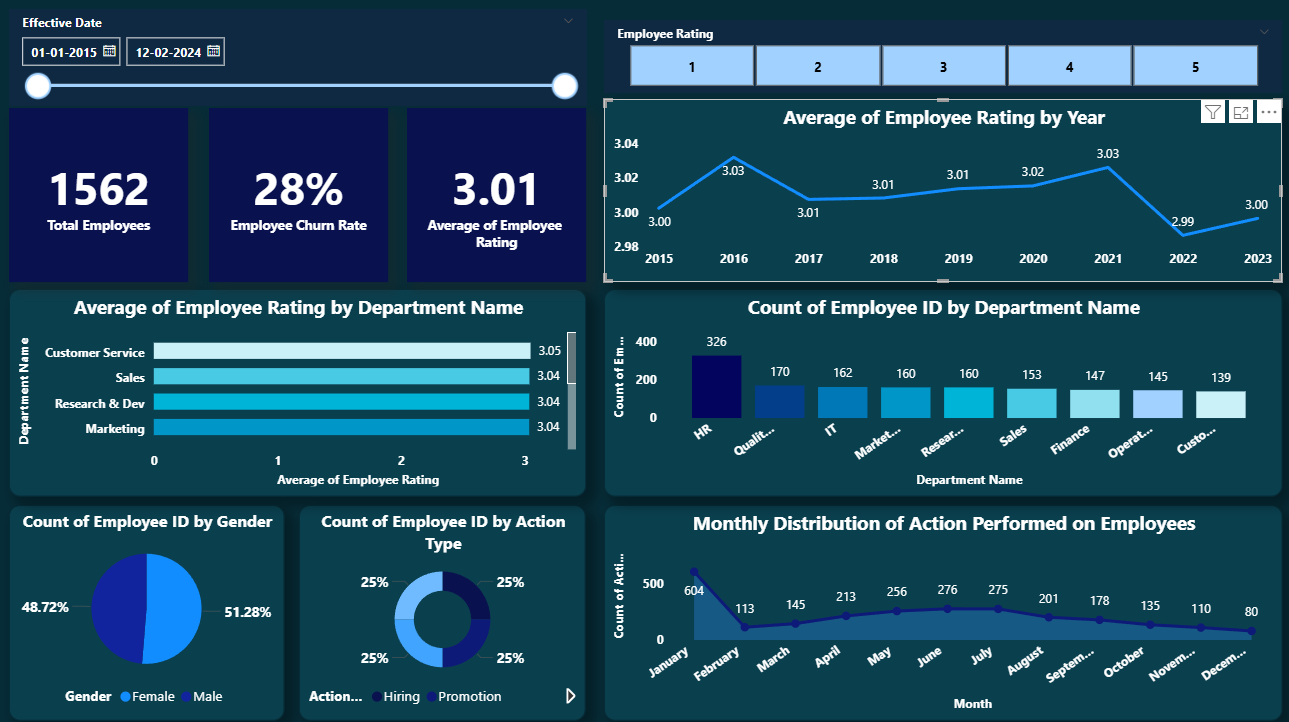 Effective Date
01-01-2015
12-02-2024
Employee Rating
1
2
3
4
5
1562
Total Employees
28%
Employee Churn Rate
3.01
Average of Employee
Rating
Average of Employee Rating by Year
3.04
3.02
3.00
2.98
3.00
3.03
3.01
3.01
3.01
3.02
3.03
2.99
3.00
2015
2016
2017
2018
2019
2020
2021
2022
2023
Average of Employee Rating by Department Name
Department Name
Customer Service
3.05
Sales
3.04
Research & Dev
3.04
Marketing
3.04
0
1
2
3
Average of Employee Rating
Count of Employee ID by Department Name
Count of Em...
400
200
0
326
170
162
160
160
153
147
145
139
HR
Qualit...
IT
Market...
Resear...
Sales
Finance
Operat...
Custo...
Department Name
Count of Employee ID by Gender
48.72%
51.28%
Gender
Female
Male
Count of Employee ID by Action
Type
25%
25%
25%
25%
Action...
Hiring
Promotion
Monthly Distribution of Action Performed on Employees
Count of Acti...
500
0
604
113
145
213
256
276
275
201
178
135
110
80
January
February
March
April
May
June
July
August
Septem...
October
Novem...
Decem...
Month